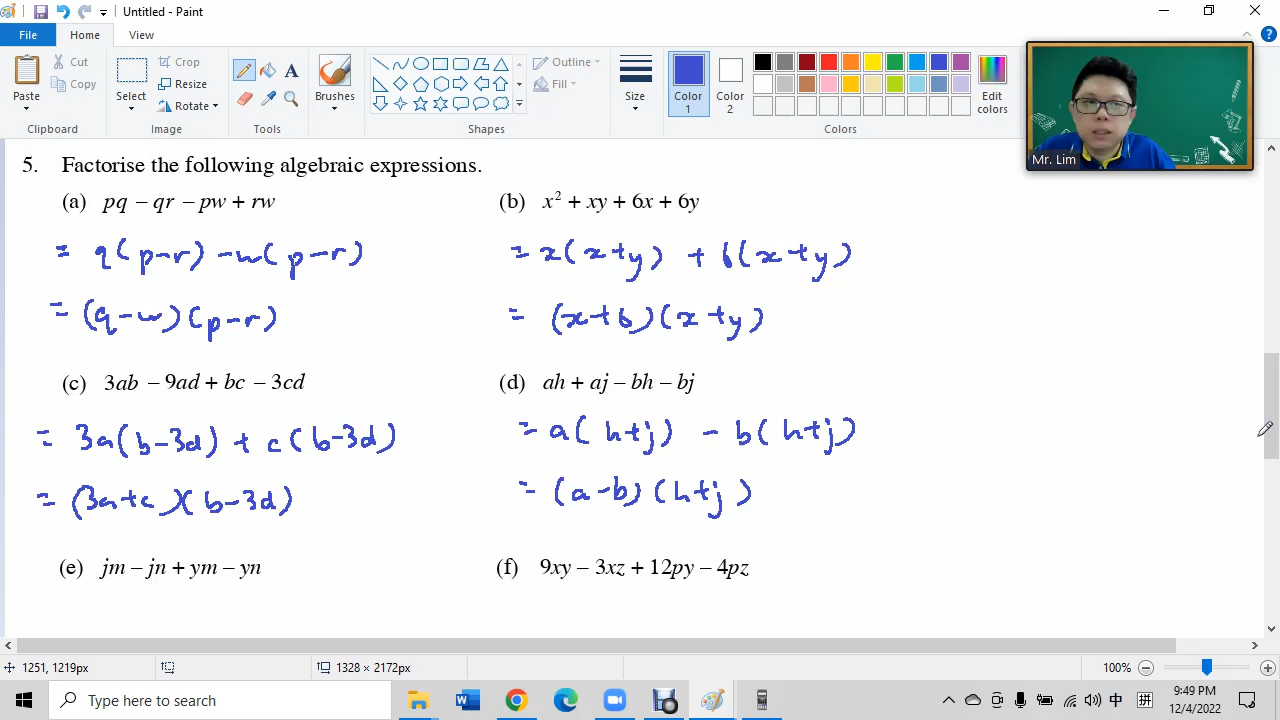 Untitled - Paint
File Home View
Paste Cut Copy Clipboard
Select Crop Resize Rotate Image
Tools
Brushes
Shapes
Outline Fill
Size
Color 1 Color 2 Edit colors Colors
Mr. Lim
5. Factorise the following algebraic expressions.
(a) pq – qr – pw + rw (b) x² + xy + 6x + 6y
= q(p-r) -w(p-r) = x(x+y) + 6(x+y)
= (q-w)(p-r) = (x+6)(x+y)
(c) 3ab – 9ad + bc – 3cd (d) ah + aj – bh – bj
= 3a(b-3d) + c(b-3d) = a(h+j) - b(h+j)
= (3a+c)(b-3d) = (a-b)(h+j)
(e) jm – jn + ym – yn (f) 9xy – 3xz + 12py – 4pz
1251, 1219px 1328 × 2172px 100%
Type here to search 中 拼 9:49 PM
12/4/2022